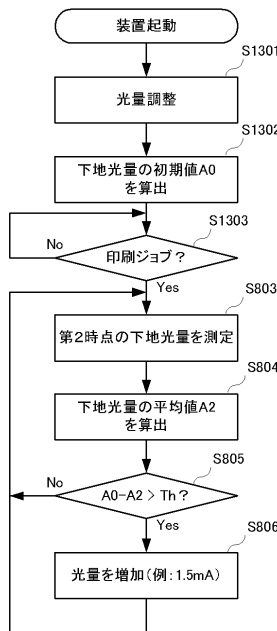 装置起動
S1301
光量調整
S1302
下地光量の初期値A0
を算出
S1303
印刷ジョブ?
No
Yes
S803
第2時点の下地光量を測定
S804
下地光量の平均値A2
を算出
S805
A0-A2 > Th?
No
Yes
S806
光量を増加(例:1.5mA)